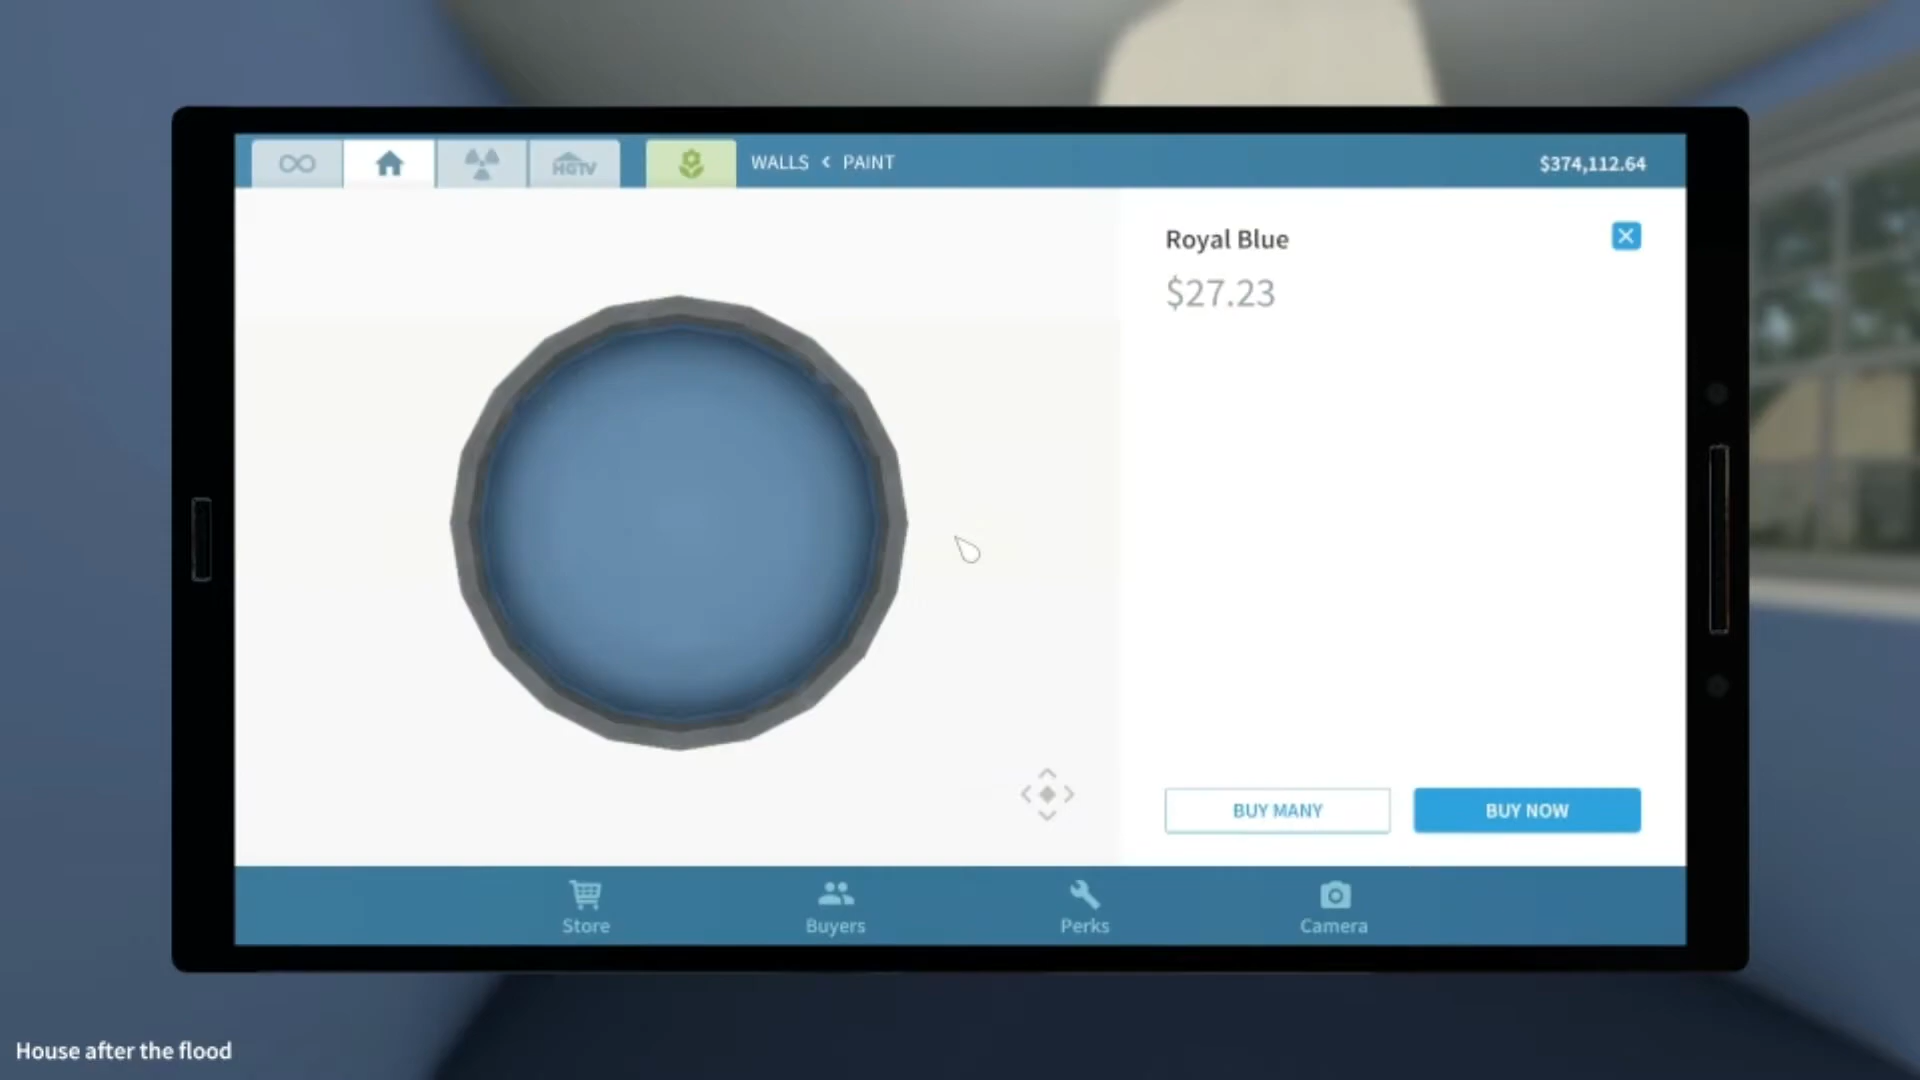 HGTV
WALLS < PAINT
$374,112.64
Royal Blue
$27.23
BUY MANY
BUY NOW
Store
Buyers
Perks
Camera
House after the flood